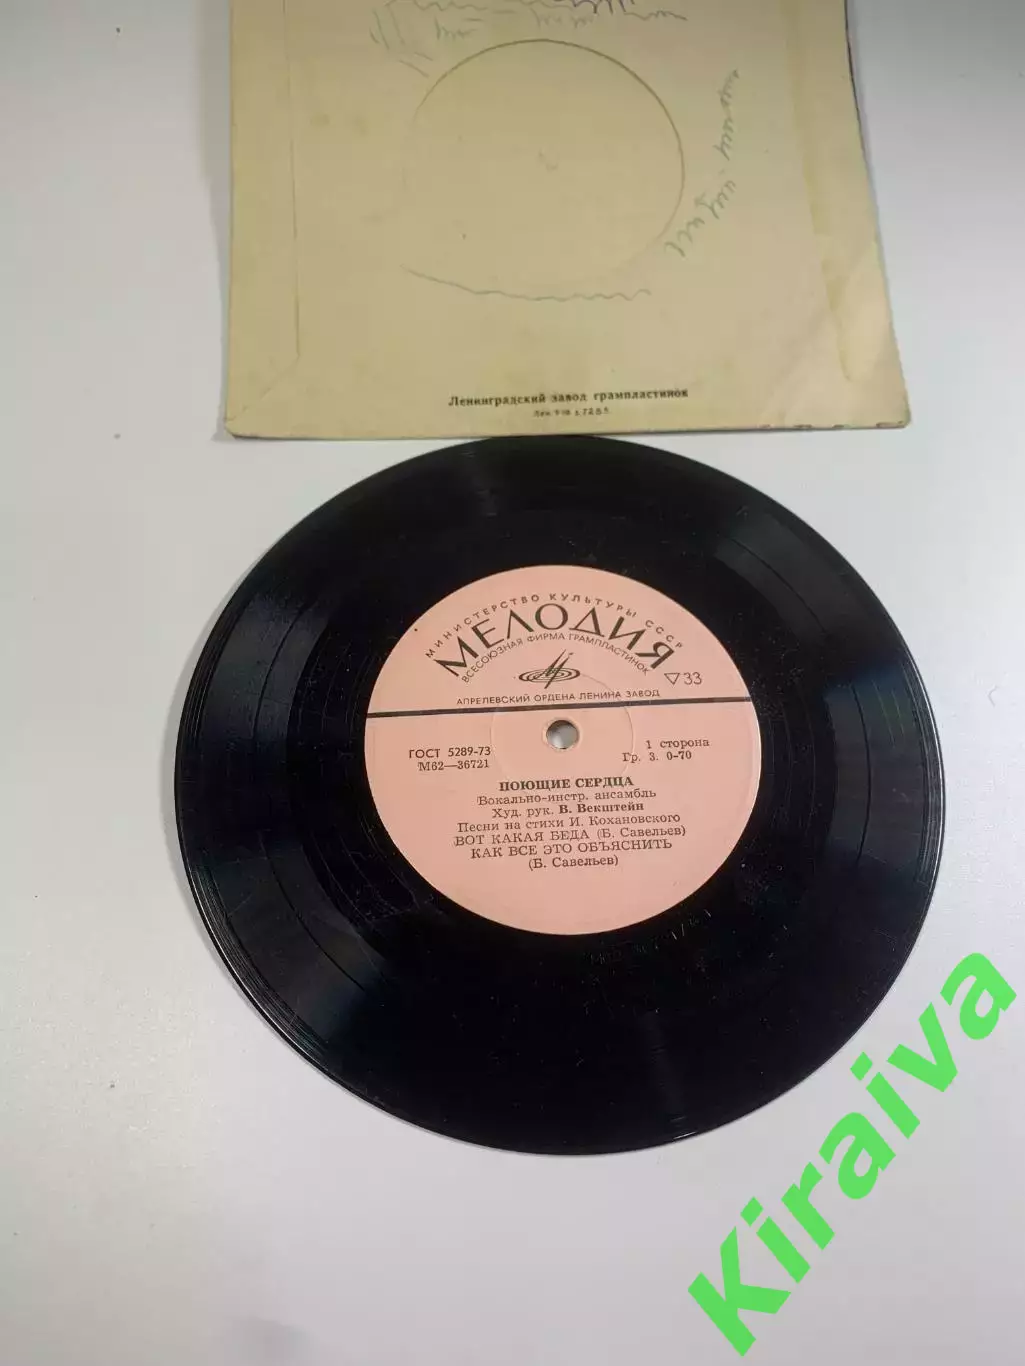 Ленинградский завод грампластинок
МИНИСТЕРСТВО КУЛЬТУРЫ СССР
МЕЛОДИЯ
ВСЕСОЮЗНАЯ ФИРМА ГРАМПЛАСТИНОК
▽33
АПРЕЛЕВСКИЙ ОРДЕНА ЛЕНИНА ЗАВОД
ГОСТ 5289-73
М62—36721
1 сторона
Гр. 3. 0-70
ПОЮЩИЕ СЕРДЦА
Вокально-инстр. ансамбль
Худ. рук. В. Векштейн
Песни на стихи И. Кохановского
ВОТ КАКАЯ БЕДА (Б. Савельев)
КАК ВСЕ ЭТО ОБЪЯСНИТЬ
(Б. Савельев)
Kiraiva